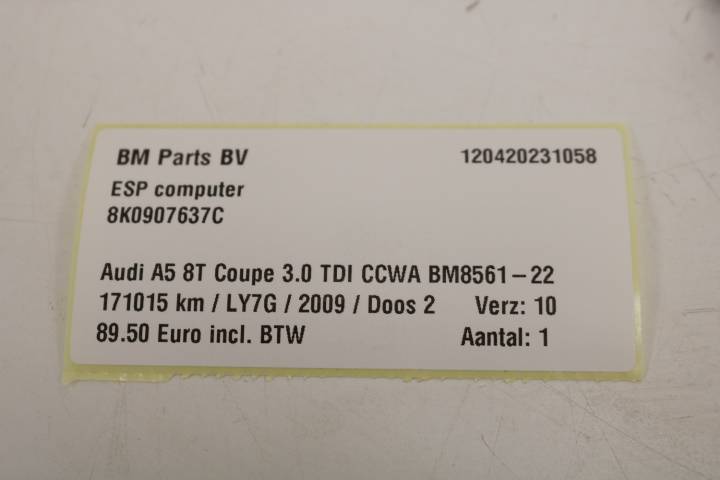 BM Parts BV 120420231058
ESP computer
8K0907637C
Audi A5 8T Coupe 3.0 TDI CCWA BM8561-22
171015 km / LY7G / 2009 / Doos 2 Verz: 10
89.50 Euro incl. BTW Aantal: 1